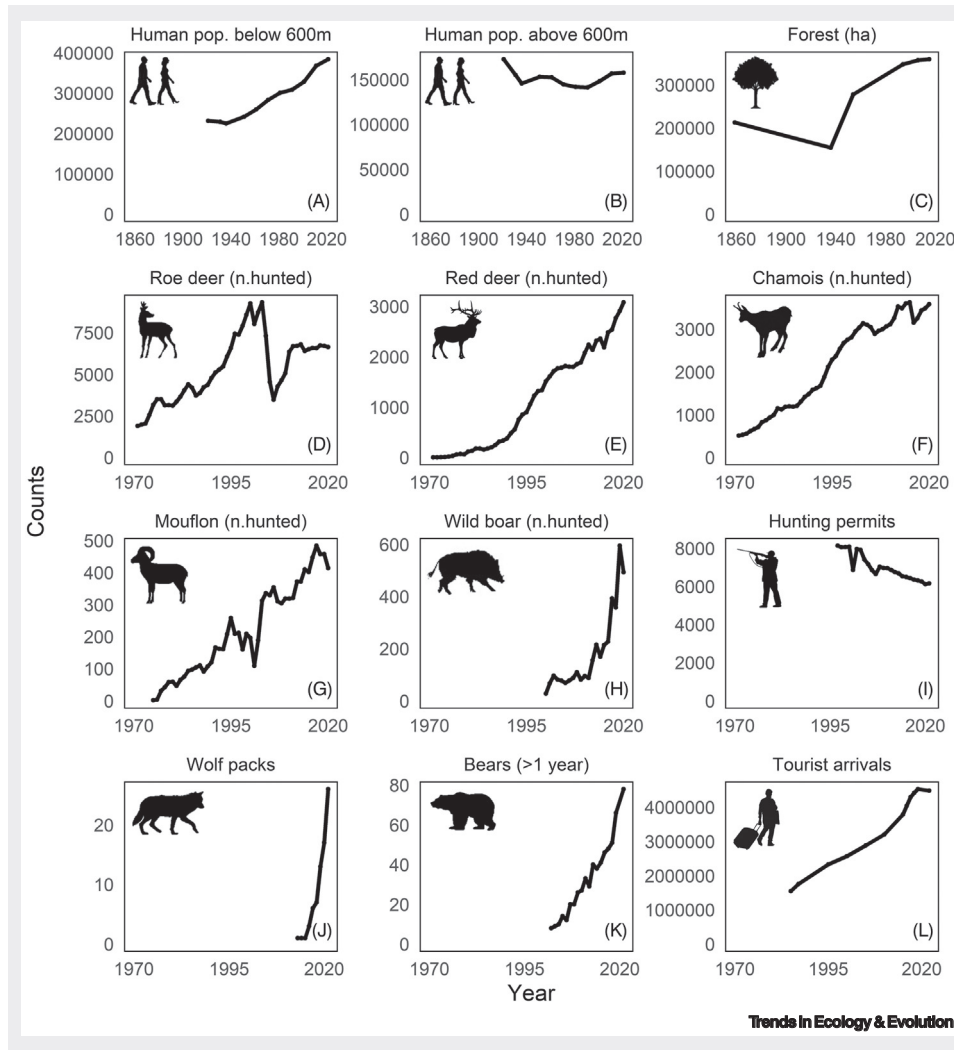 Human pop. below 600m
Human pop. above 600m
Forest (ha)
400000
300000
200000
100000
0
(A)
1860 1900 1940 1980 2020
150000
100000
50000
0
(B)
1860 1900 1940 1980 2020
300000
200000
100000
0
(C)
1860 1900 1940 1980 2020
Roe deer (n.hunted)
Red deer (n.hunted)
Chamois (n.hunted)
7500
5000
2500
0
(D)
1970 1995 2020
3000
2000
1000
0
(E)
1970 1995 2020
3000
2000
1000
0
(F)
1970 1995 2020
Counts
Mouflon (n.hunted)
Wild boar (n.hunted)
Hunting permits
500
400
300
200
100
0
(G)
1970 1995 2020
600
400
200
0
(H)
1970 1995 2020
8000
6000
4000
2000
0
(I)
1970 1995 2020
Wolf packs
Bears (>1 year)
Tourist arrivals
20
10
0
(J)
1970 1995 2020
80
60
40
20
0
(K)
1970 1995 2020
4000000
3000000
2000000
1000000
0
(L)
1970 1995 2020
Year
Trends in Ecology & Evolution